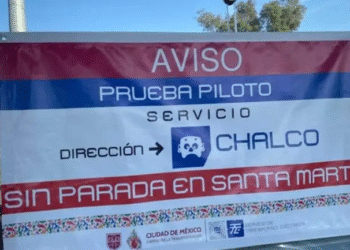 AVISO
PRUEBA PILOTO
SERVICIO
DIRECCIÓN → CHALCO
SIN PARADA EN SANTA MART
CIUDAD DE MÉXICO